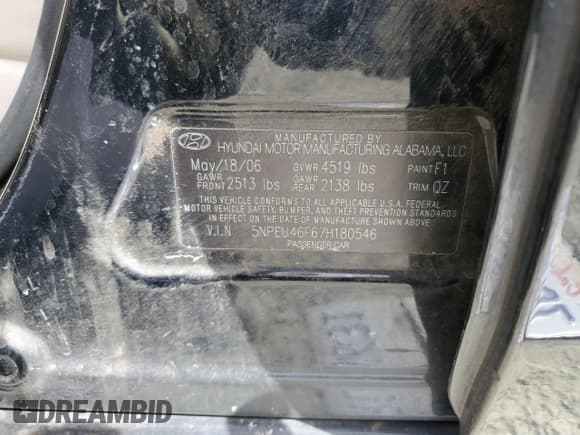 MANUFACTURED BY
HYUNDAI MOTOR MANUFACTURING ALABAMA, LLC
May/18/06 GVWR 4519 lbs PAINT F1
GAWR FRONT 2513 lbs GAWR REAR 2138 lbs TRIM QZ
THIS VEHICLE CONFORMS TO ALL APPLICABLE U.S.A. FEDERAL
MOTOR VEHICLE SAFETY, BUMPER, AND THEFT PREVENTION STANDARDS
IN EFFECT ON THE DATE OF MANUFACTURE SHOWN ABOVE.
V.I.N 5NPEU46F67H180546
PASSENGER CAR
DREAMBID